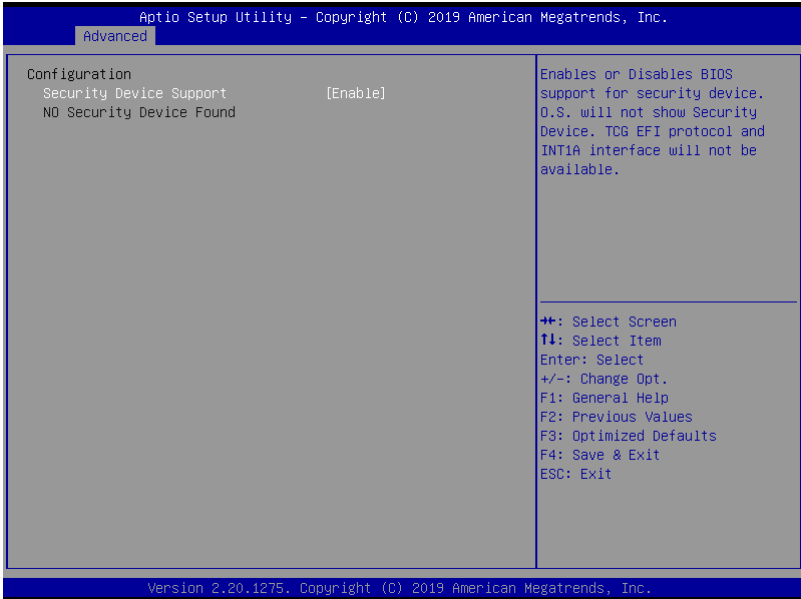 Aptio Setup Utility – Copyright (C) 2019 American Megatrends, Inc.
Advanced
Configuration
Security Device Support [Enable]
NO Security Device Found
Enables or Disables BIOS
support for security device.
O.S. will not show Security
Device. TCG EFI protocol and
INT1A interface will not be
available.
→←: Select Screen
↑↓: Select Item
Enter: Select
+/-: Change Opt.
F1: General Help
F2: Previous Values
F3: Optimized Defaults
F4: Save & Exit
ESC: Exit
Version 2.20.1275. Copyright (C) 2019 American Megatrends, Inc.